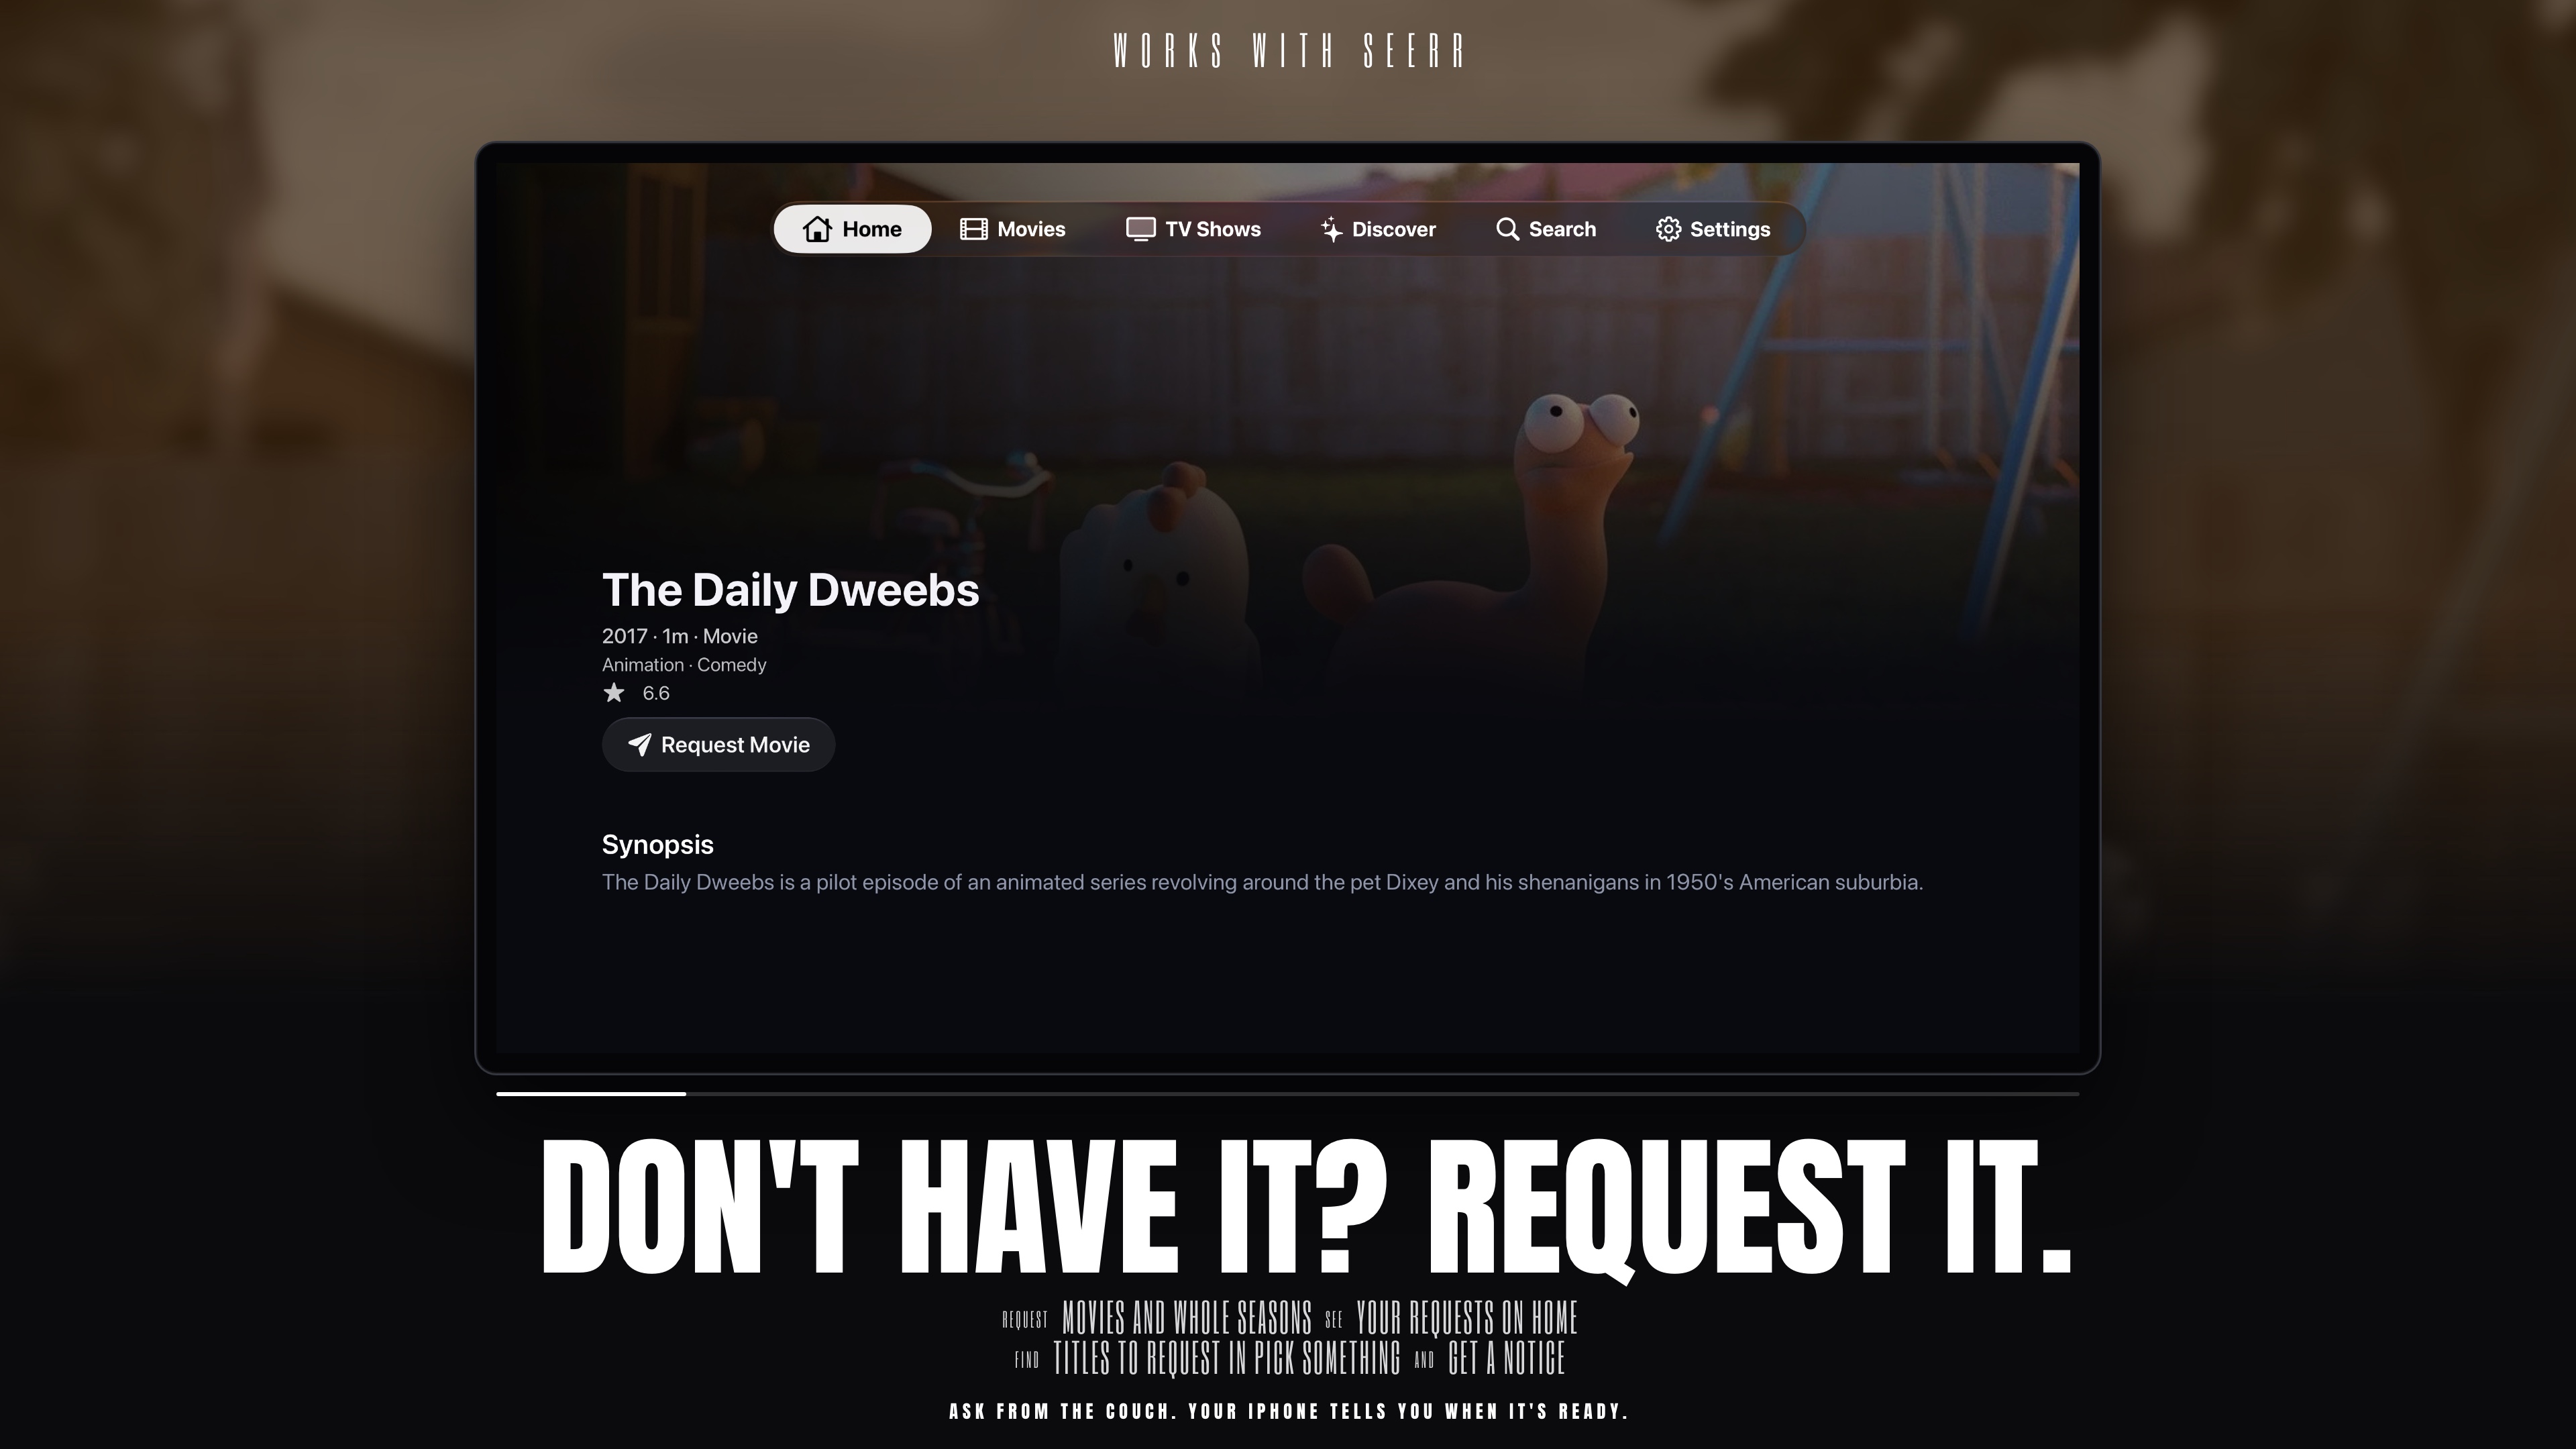 WORKS WITH SEERR
Home Movies TV Shows Discover Search Settings
The Daily Dweebs
2017 · 1m · Movie
Animation · Comedy
6.6
Request Movie
Synopsis
The Daily Dweebs is a pilot episode of an animated series revolving around the pet Dixey and his shenanigans in 1950's American suburbia.
DON'T HAVE IT? REQUEST IT.
REQUEST MOVIES AND WHOLE SEASONS SEE YOUR REQUESTS ON HOME
FIND TITLES TO REQUEST IN PICK SOMETHING AND GET A NOTICE
ASK FROM THE COUCH. YOUR IPHONE TELLS YOU WHEN IT'S READY.